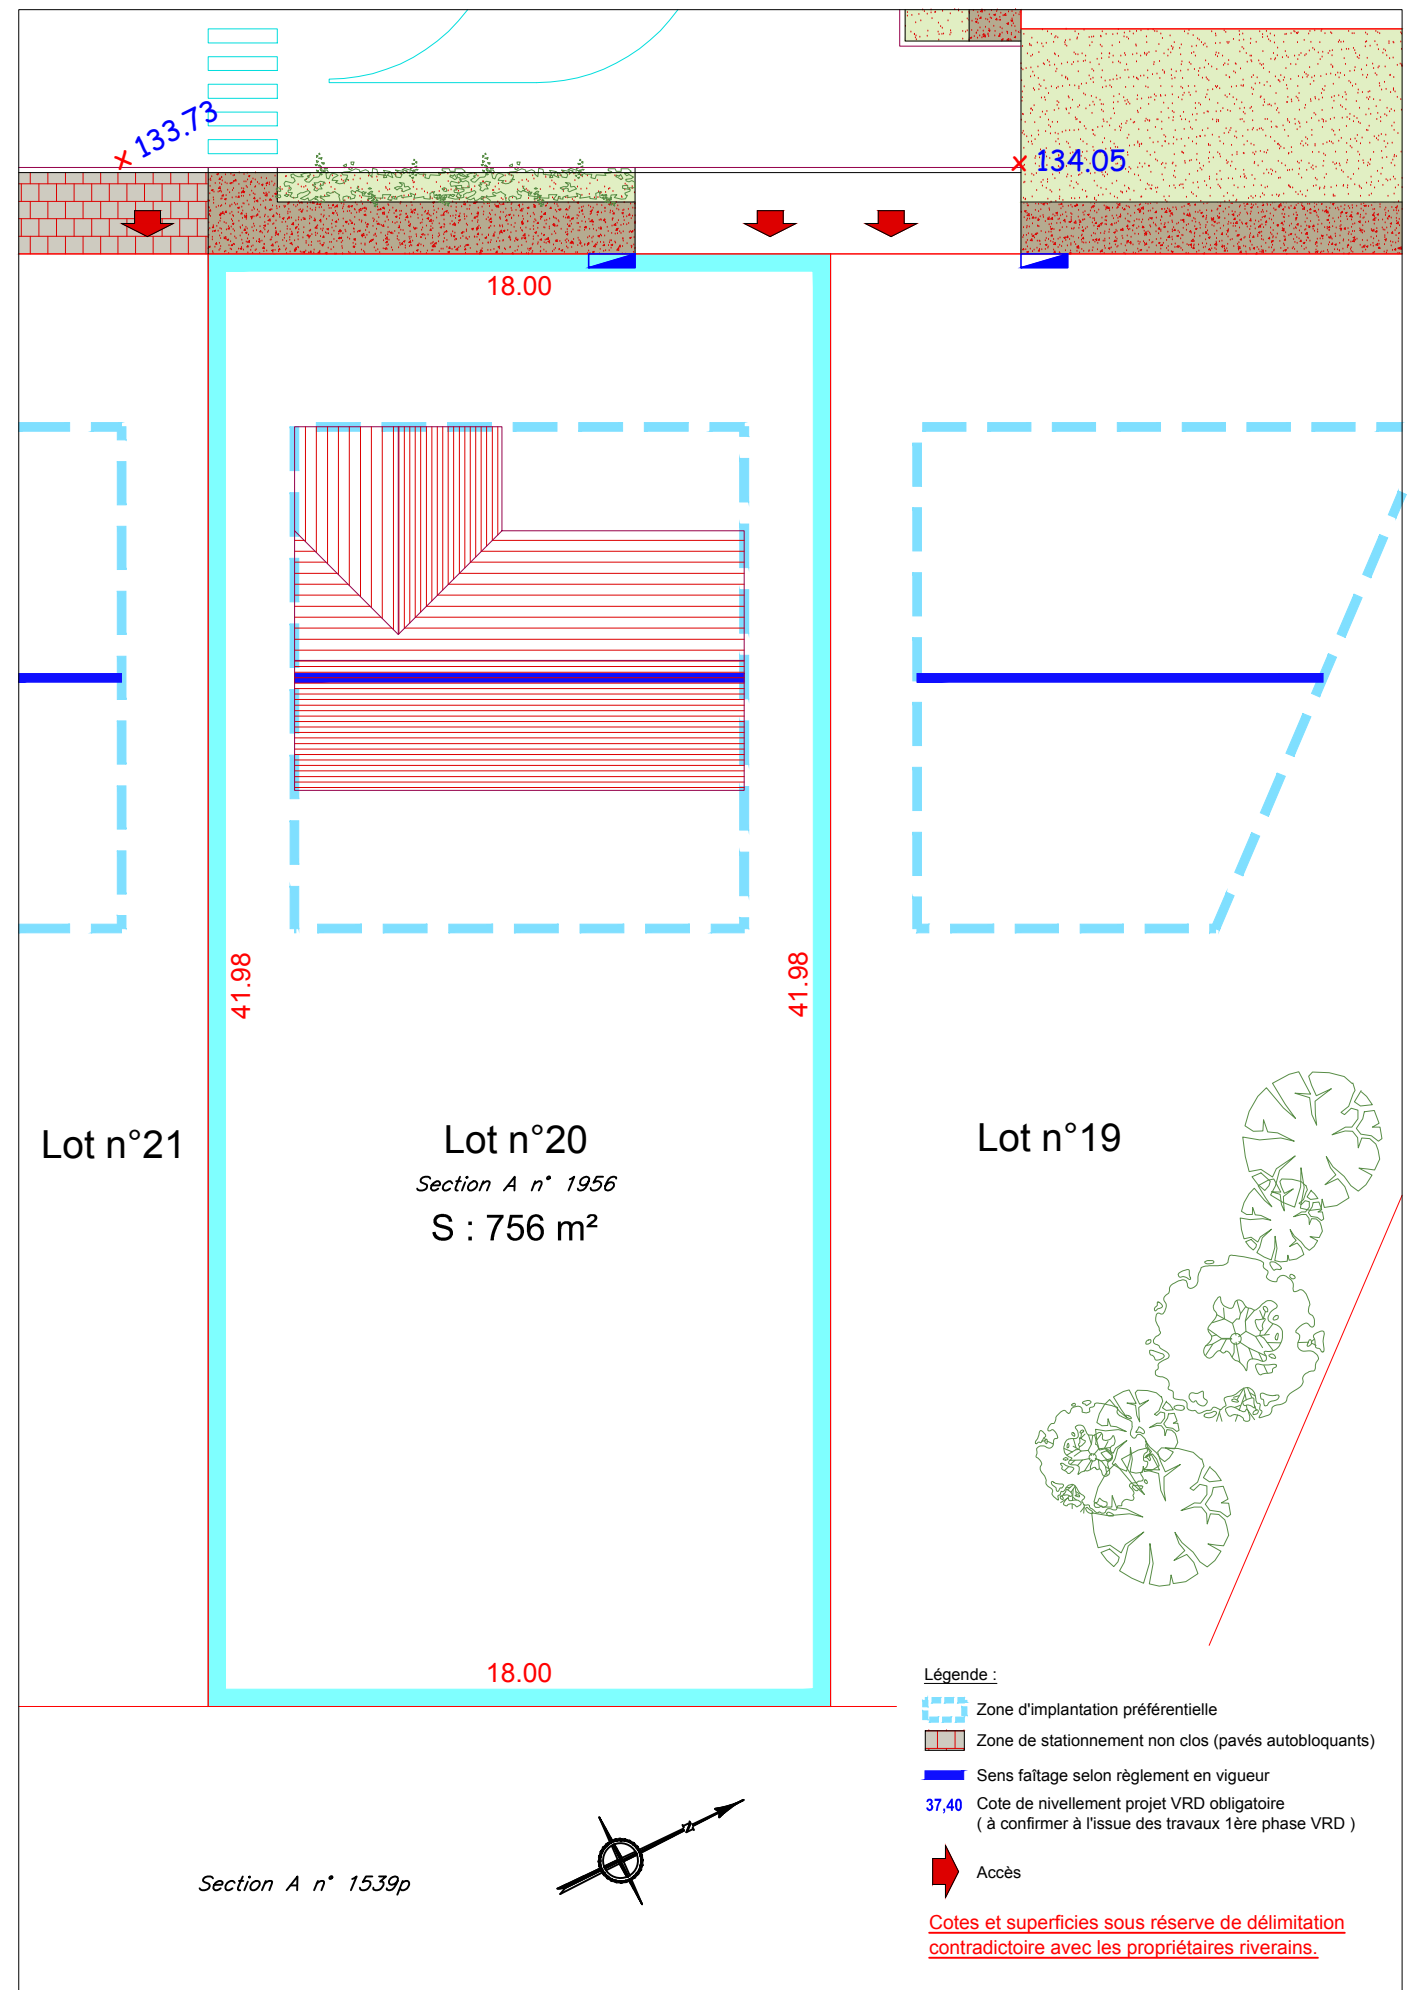 133.73
134.05
18.00
41.98
41.98
Lot n°21
Lot n°20
Lot n°19
Section A n° 1956
S : 756 m²
18.00
Légende :
Zone d'implantation préférentielle
Zone de stationnement non clos (pavés autobloquants)
Sens faîtage selon règlement en vigueur
37,40 Cote de nivellement projet VRD obligatoire
( à confirmer à l'issue des travaux 1ère phase VRD )
Accès
N
Section A n° 1539p
Cotes et superficies sous réserve de délimitation
contradictoire avec les propriétaires riverains.